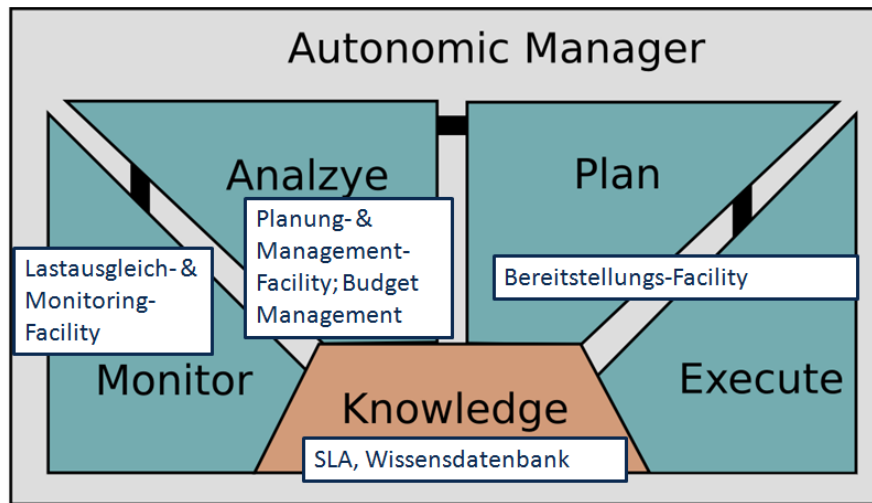 Autonomic Manager
Analzye
Plan
Planung- &
Management-
Facility; Budget
Management
Lastausgleich- &
Monitoring-
Facility
Bereitstellungs-Facility
Monitor
Execute
Knowledge
SLA, Wissensdatenbank